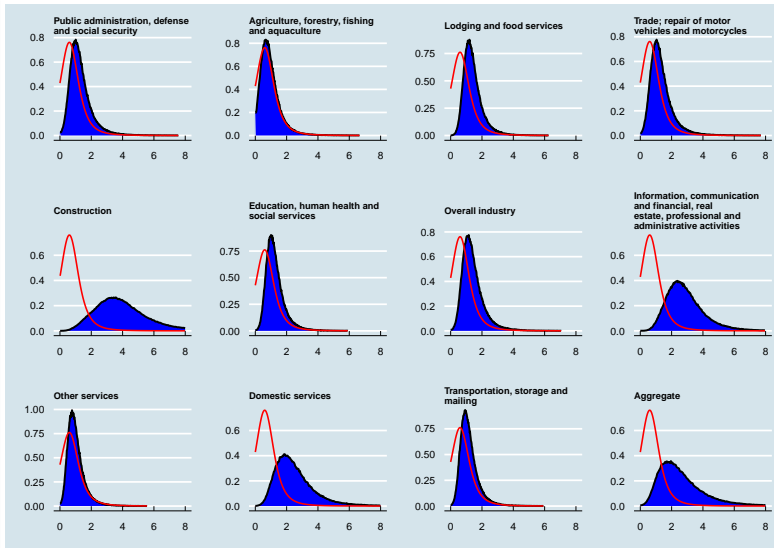 Public administration, defense
and social security
0.8
0.6
0.4
0.2
0.0
0 2 4 6 8
Agriculture, forestry, fishing
and aquaculture
0.8
0.6
0.4
0.2
0.0
0 2 4 6 8
Lodging and food services
0.75
0.50
0.25
0.00
0 2 4 6 8
Trade; repair of motor
vehicles and motorcycles
0.8
0.6
0.4
0.2
0.0
0 2 4 6 8
Construction
0.6
0.4
0.2
0.0
0 2 4 6 8
Education, human health and
social services
0.75
0.50
0.25
0.00
0 2 4 6 8
Overall industry
0.8
0.6
0.4
0.2
0.0
0 2 4 6 8
Information, communication
and financial, real
estate, professional and
administrative activities
0.6
0.4
0.2
0.0
0 2 4 6 8
Other services
1.00
0.75
0.50
0.25
0.00
0 2 4 6 8
Domestic services
0.6
0.4
0.2
0.0
0 2 4 6 8
Transportation, storage and
mailing
0.75
0.50
0.25
0.00
0 2 4 6 8
Aggregate
0.6
0.4
0.2
0.0
0 2 4 6 8